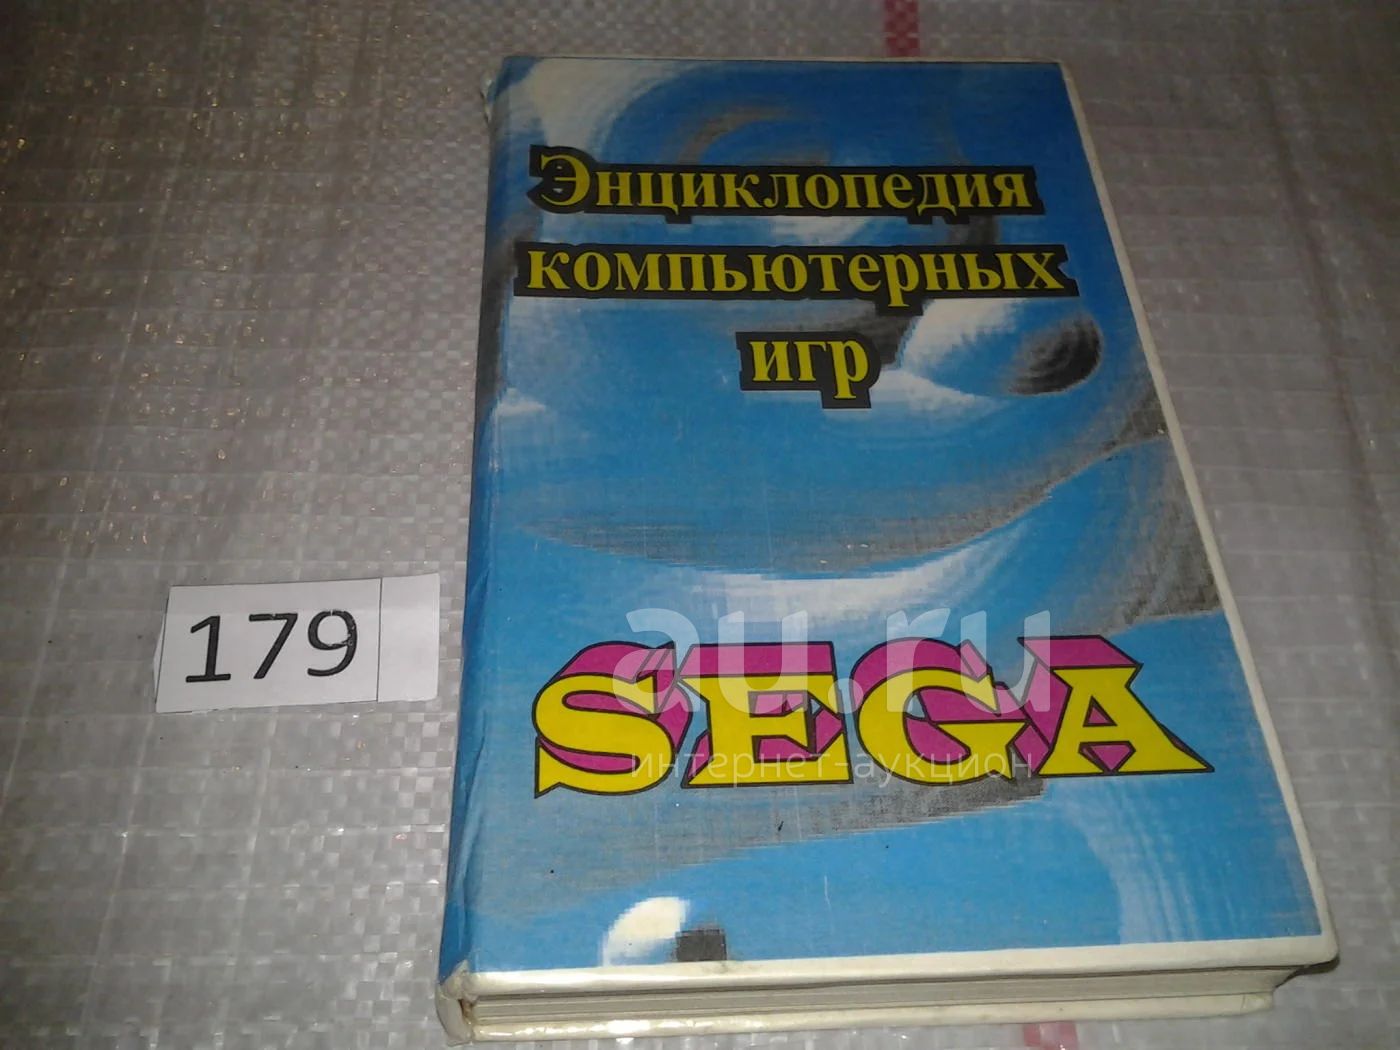 Энциклопедия
компьютерных
игр
179
au.ru
SEGA
интернет-аукцион